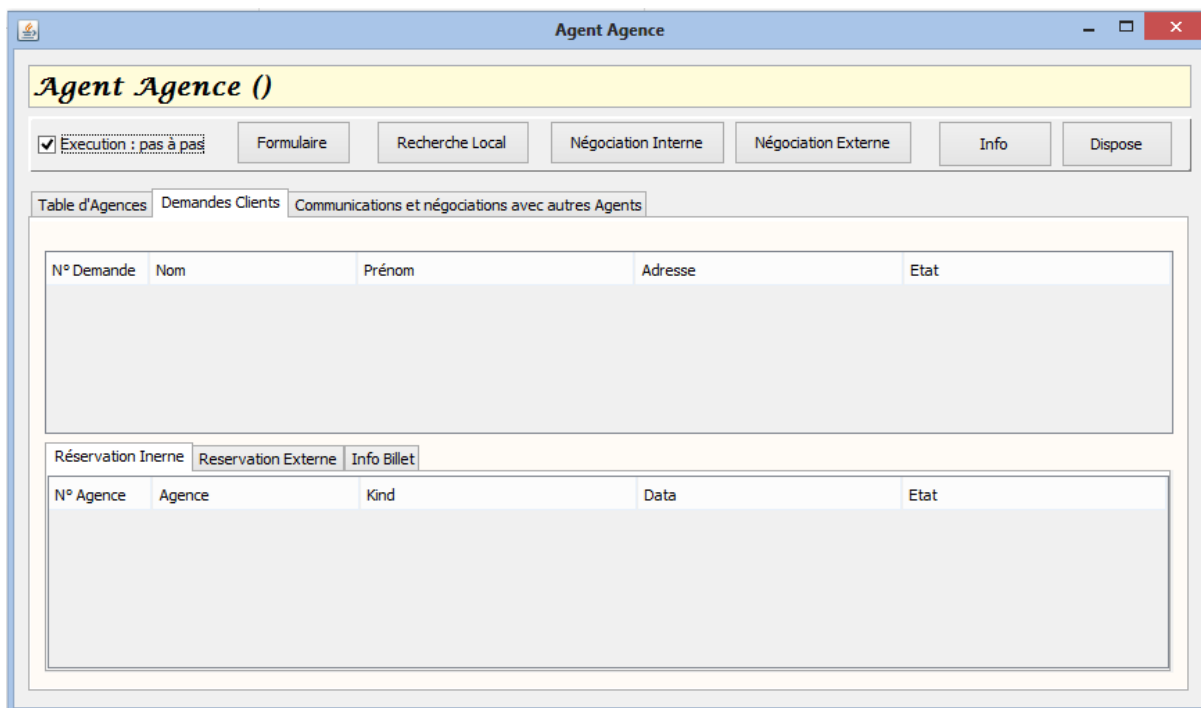 Agent Agence
Agent Agence ()
Execution : pas à pas Formulaire Recherche Local Négociation Interne Négociation Externe Info Dispose
Table d'Agences Demandes Clients Communications et négociations avec autres Agents
N° Demande Nom Prénom Adresse Etat
Réservation Inerne Reservation Externe Info Billet
N° Agence Agence Kind Data Etat